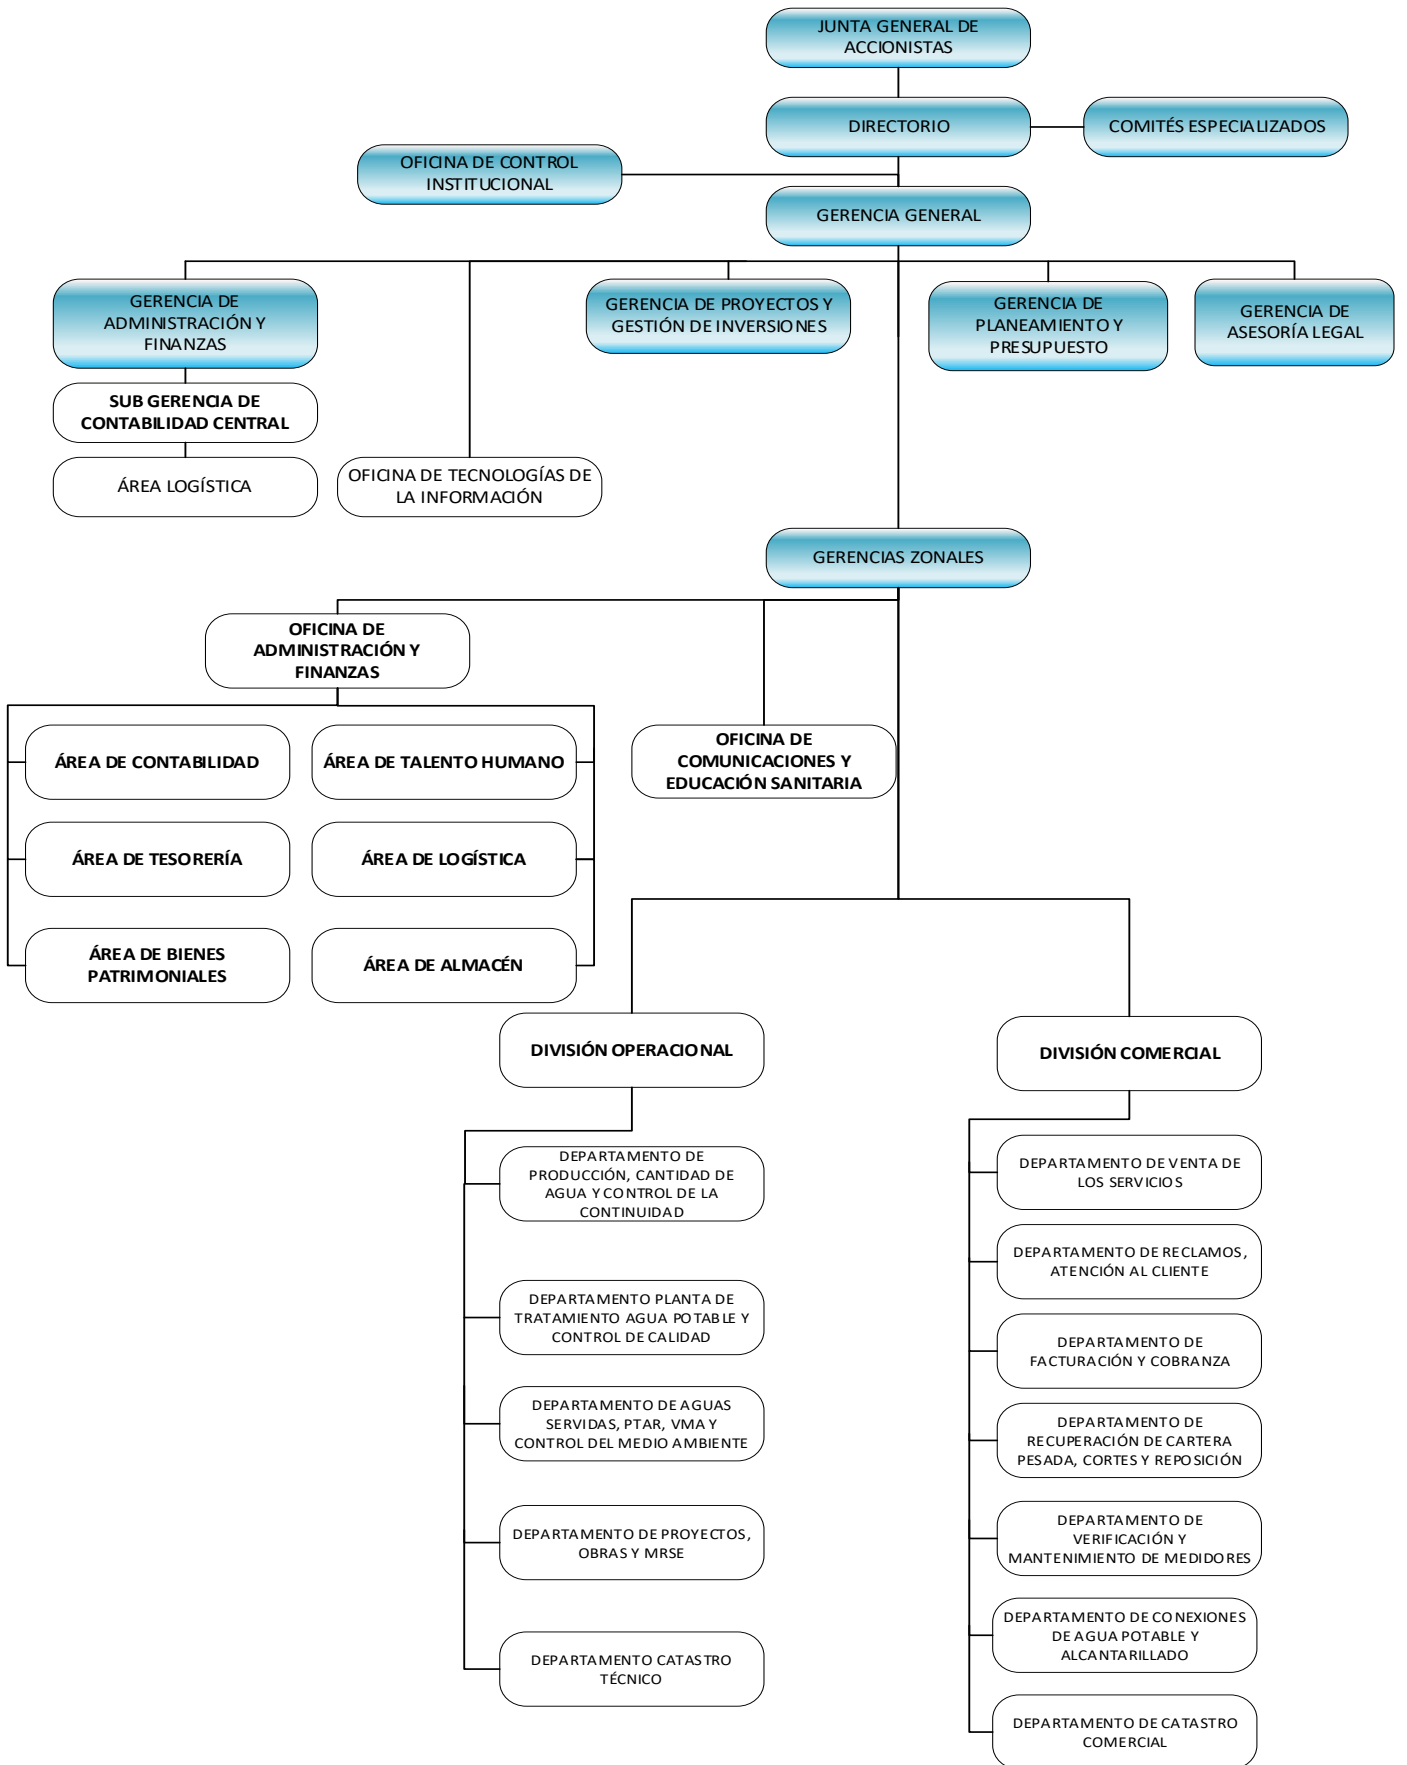 JUNTA GENERAL DE
ACCIONISTAS
DIRECTORIO
COMITÉS ESPECIALIZADOS
OFICINA DE CONTROL
INSTITUCIONAL
GERENCIA GENERAL
GERENCIA DE
ADMINISTRACIÓN Y
FINANZAS
GERENCIA DE PROYECTOS Y
GESTIÓN DE INVERSIONES
GERENCIA DE
PLANEAMIENTO Y
PRESUPUESTO
GERENCIA DE
ASESORÍA LEGAL
SUB GERENCIA DE
CONTABILIDAD CENTRAL
ÁREA LOGÍSTICA
OFICINA DE TECNOLOGÍAS DE
LA INFORMACIÓN
GERENCIAS ZONALES
OFICINA DE
ADMINISTRACIÓN Y
FINANZAS
ÁREA DE CONTABILIDAD
ÁREA DE TALENTO HUMANO
OFICINA DE
COMUNICACIONES Y
EDUCACIÓN SANITARIA
ÁREA DE TESORERÍA
ÁREA DE LOGÍSTICA
ÁREA DE BIENES
PATRIMONIALES
ÁREA DE ALMACÉN
DIVISIÓN OPERACIONAL
DIVISIÓN COMERCIAL
DEPARTAMENTO DE
PRODUCCIÓN, CANTIDAD DE
AGUA Y CONTROL DE LA
CONTINUIDAD
DEPARTAMENTO PLANTA DE
TRATAMIENTO AGUA POTABLE Y
CONTROL DE CALIDAD
DEPARTAMENTO DE AGUAS
SERVIDAS, PTAR, VMA Y
CONTROL DEL MEDIO AMBIENTE
DEPARTAMENTO DE PROYECTOS,
OBRAS Y MRSE
DEPARTAMENTO CATASTRO
TÉCNICO
DEPARTAMENTO DE VENTA DE
LOS SERVICIOS
DEPARTAMENTO DE RECLAMOS,
ATENCIÓN AL CLIENTE
DEPARTAMENTO DE
FACTURACIÓN Y COBRANZA
DEPARTAMENTO DE
RECUPERACIÓN DE CARTERA
PESADA, CORTES Y REPOSICIÓN
DEPARTAMENTO DE
VERIFICACIÓN Y
MANTENIMIENTO DE MEDIDORES
DEPARTAMENTO DE CONEXIONES
DE AGUA POTABLE Y
ALCANTARILLADO
DEPARTAMENTO DE CATASTRO
COMERCIAL